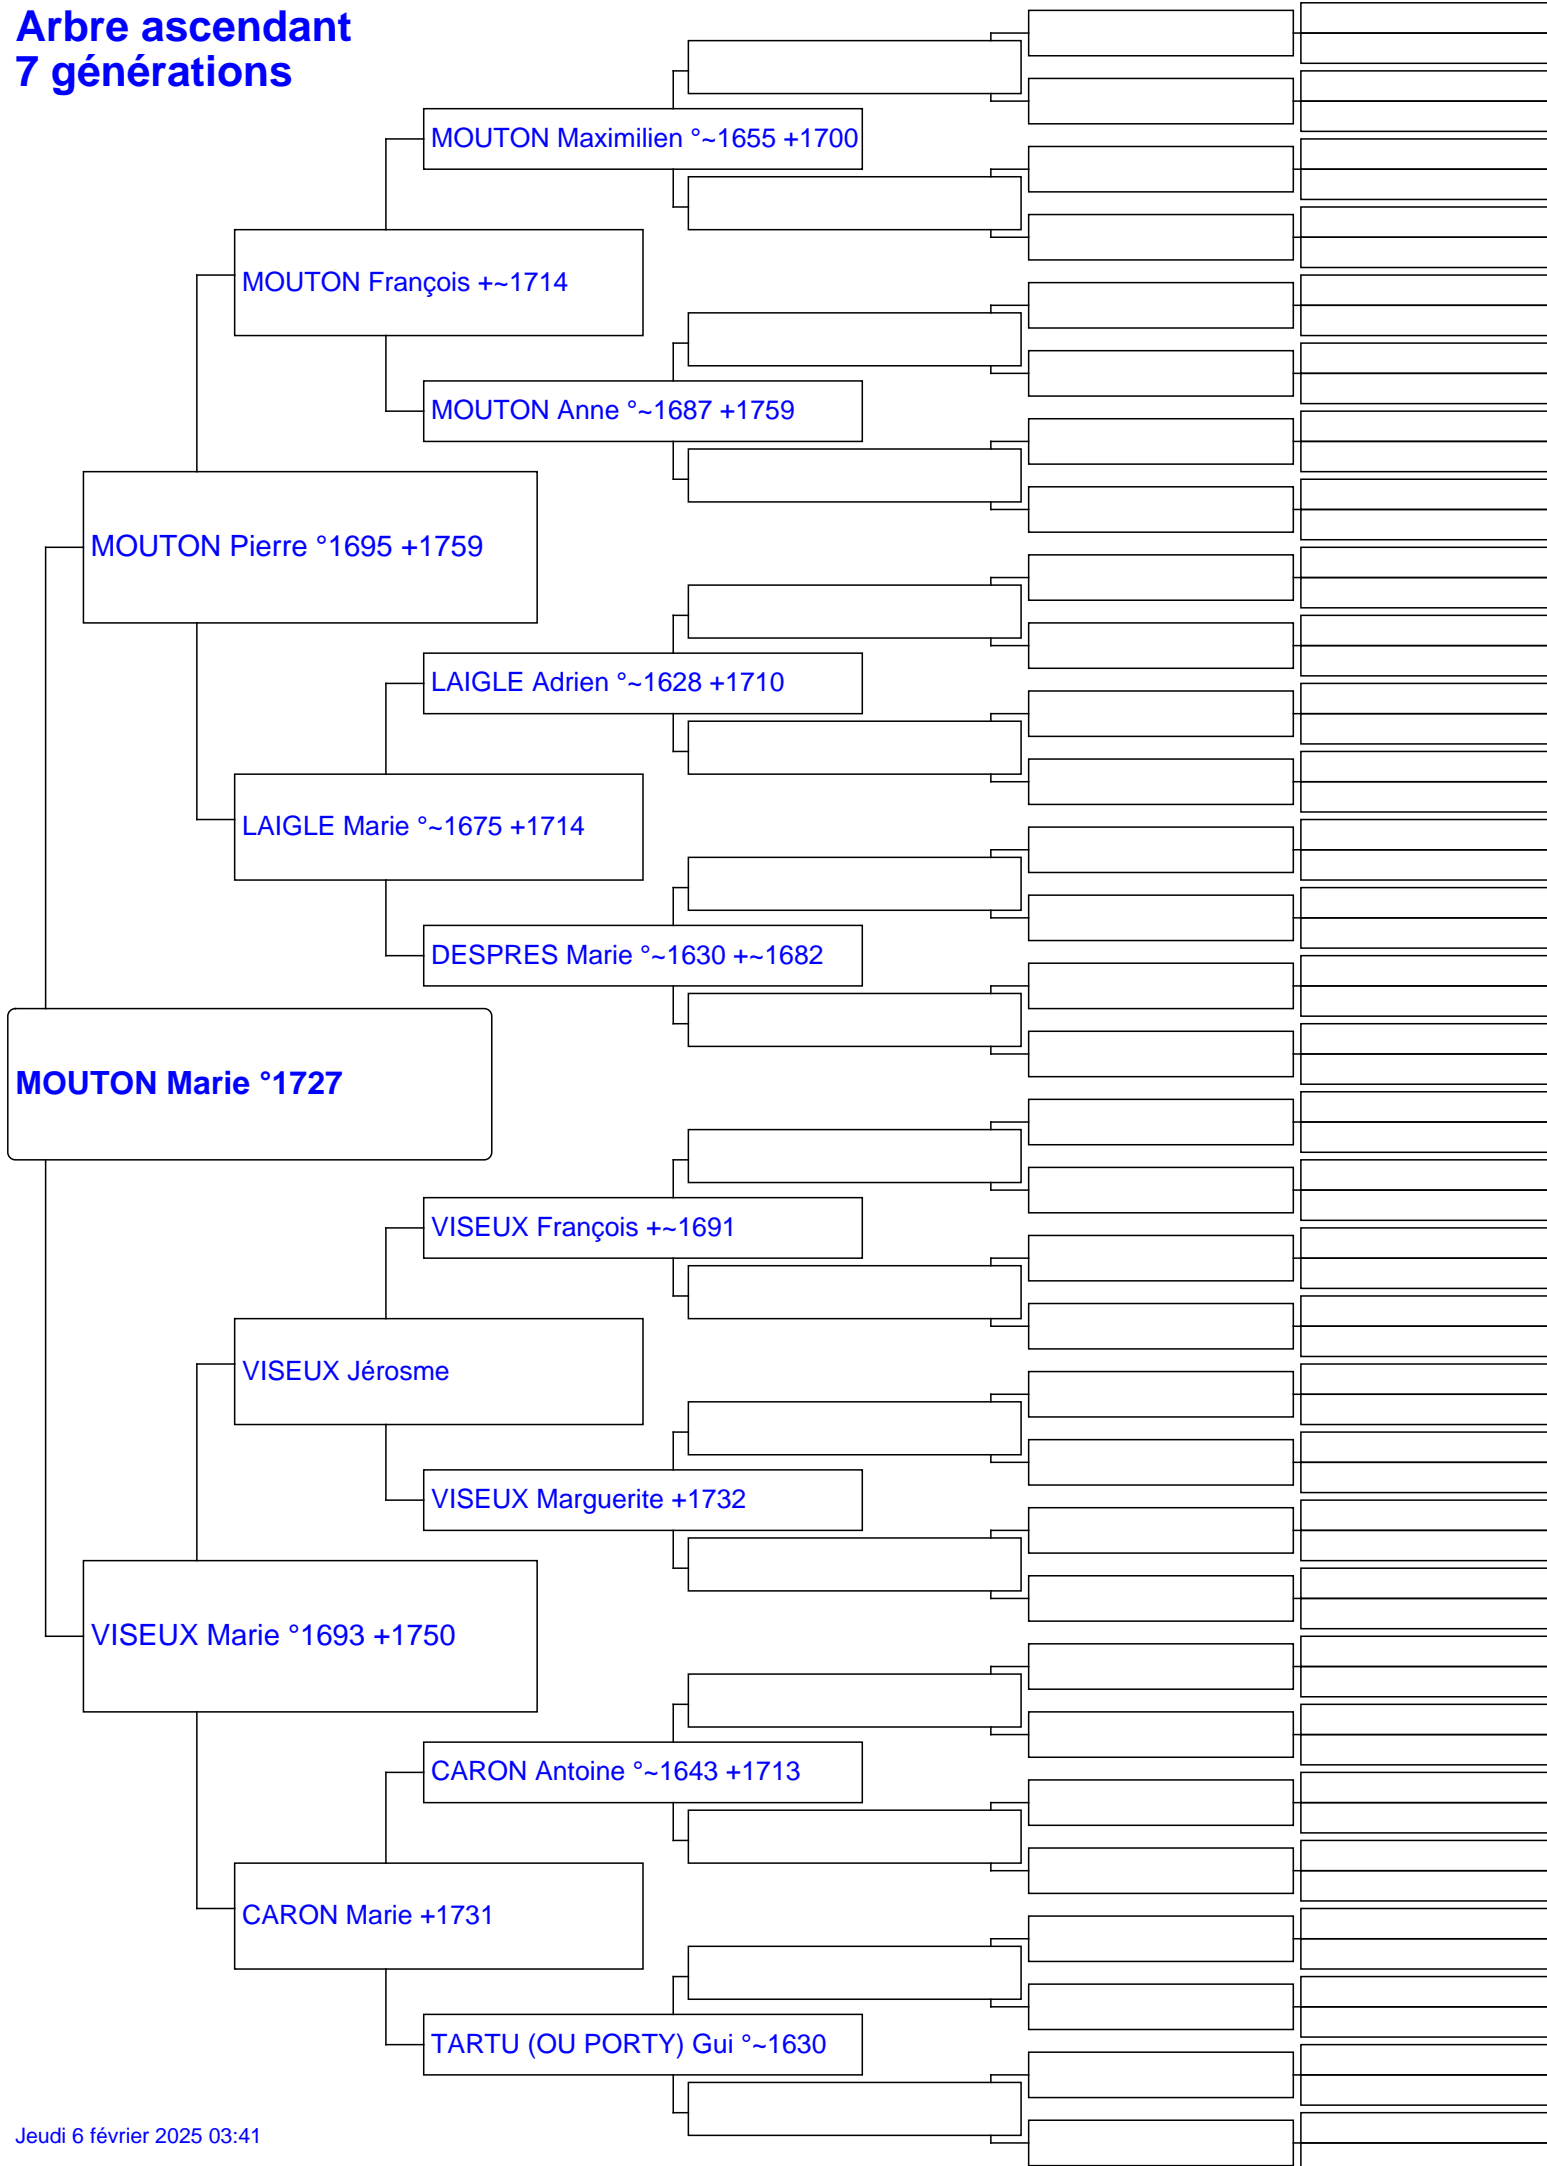 Arbre ascendant
7 générations
MOUTON Maximilien °~1655 +1700
MOUTON François +~1714
MOUTON Anne °~1687 +1759
MOUTON Pierre °1695 +1759
LAIGLE Adrien °~1628 +1710
LAIGLE Marie °~1675 +1714
DESPRES Marie °~1630 +~1682
MOUTON Marie °1727
VISEUX François +~1691
VISEUX Jérosme
VISEUX Marguerite +1732
VISEUX Marie °1693 +1750
CARON Antoine °~1643 +1713
CARON Marie +1731
TARTU (OU PORTY) Gui °~1630
Jeudi 6 février 2025 03:41